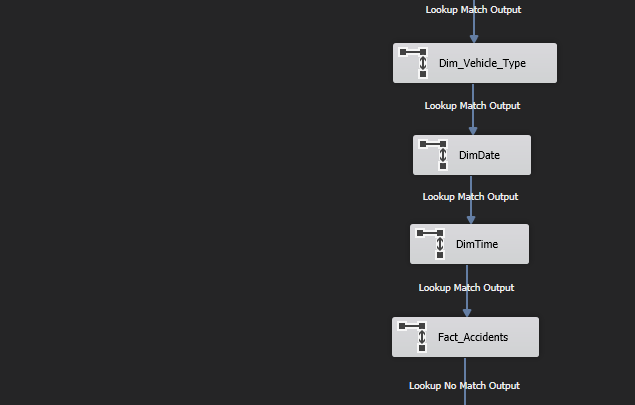 Lookup Match Output
Dim_Vehicle_Type
Lookup Match Output
DimDate
Lookup Match Output
DimTime
Lookup Match Output
Fact_Accidents
Lookup No Match Output